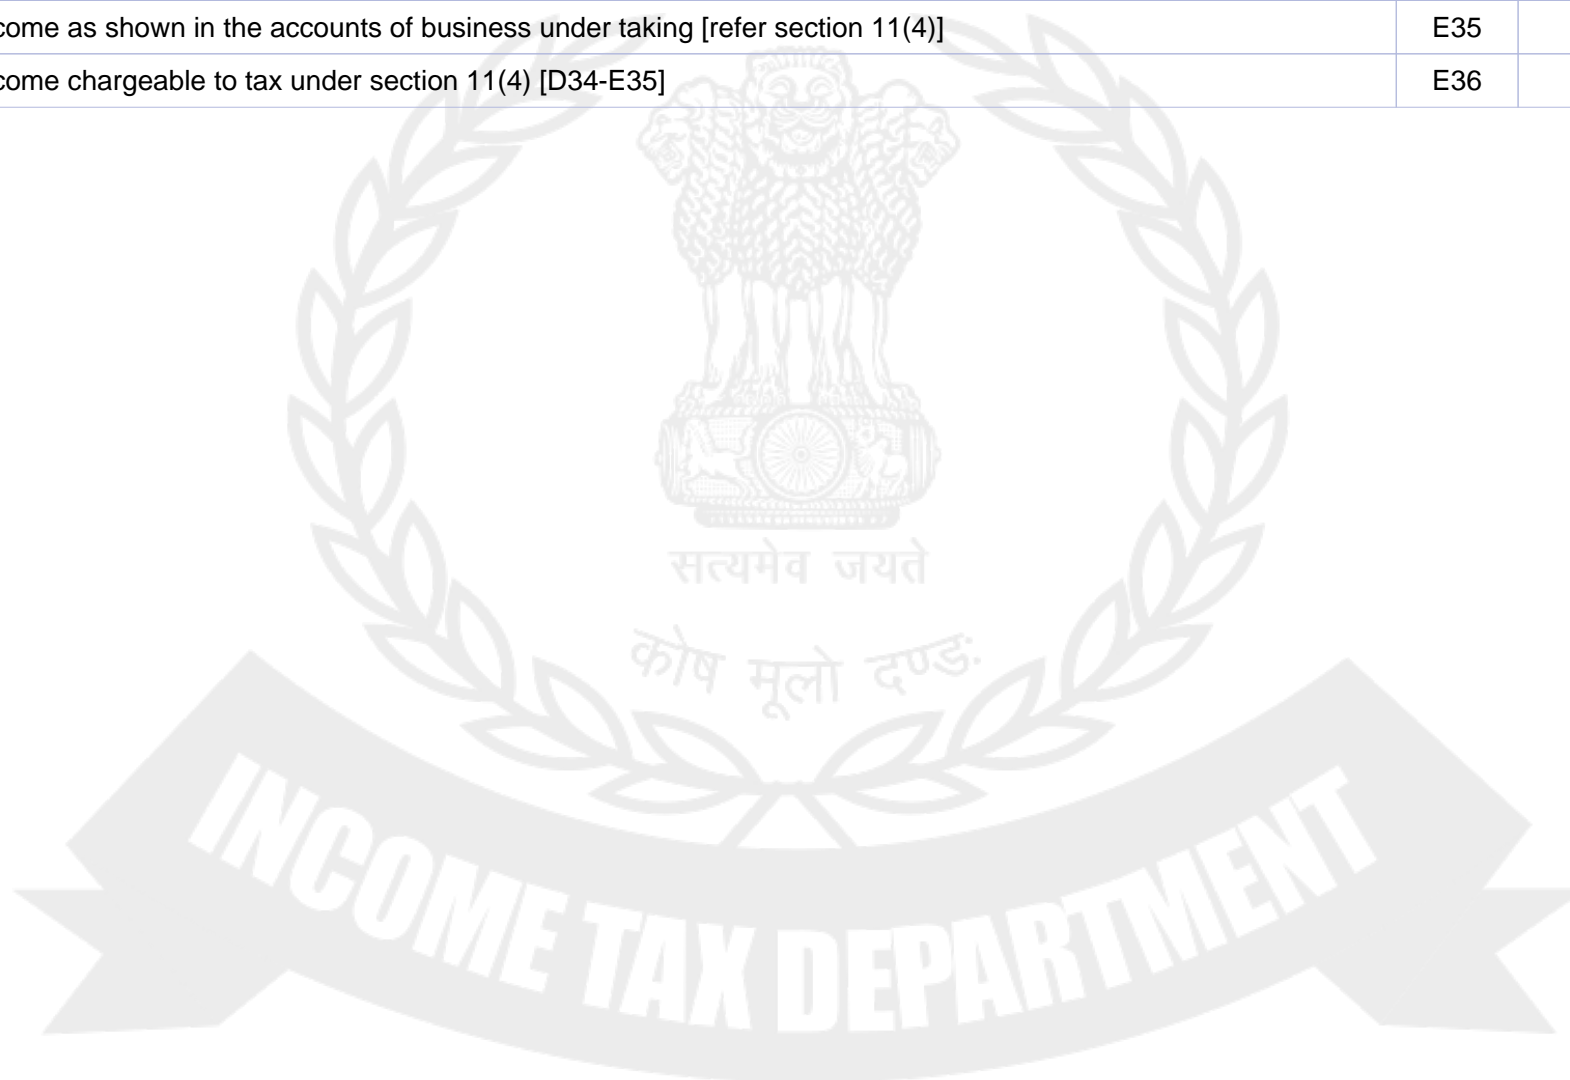 come as shown in the accounts of business under taking [refer section 11(4)] E35
come chargeable to tax under section 11(4) [D34-E35] E36
सत्यमेव जयते
कोष मूलो दण्ड:
INCOME TAX DEPARTMENT